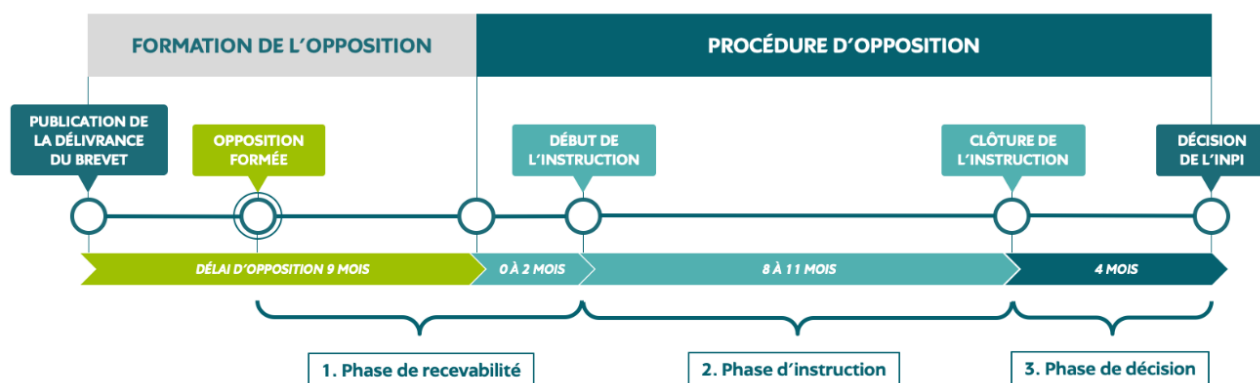 FORMATION DE L'OPPOSITION
PROCÉDURE D'OPPOSITION
PUBLICATION DE
LA DÉLIVRANCE
DU BREVET
OPPOSITION
FORMÉE
DÉBUT DE
L'INSTRUCTION
CLÔTURE DE
L'INSTRUCTION
DÉCISION
DE L'INPI
DÉLAI D'OPPOSITION 9 MOIS
0 À 2 MOIS
8 À 11 MOIS
4 MOIS
1. Phase de recevabilité
2. Phase d'instruction
3. Phase de décision